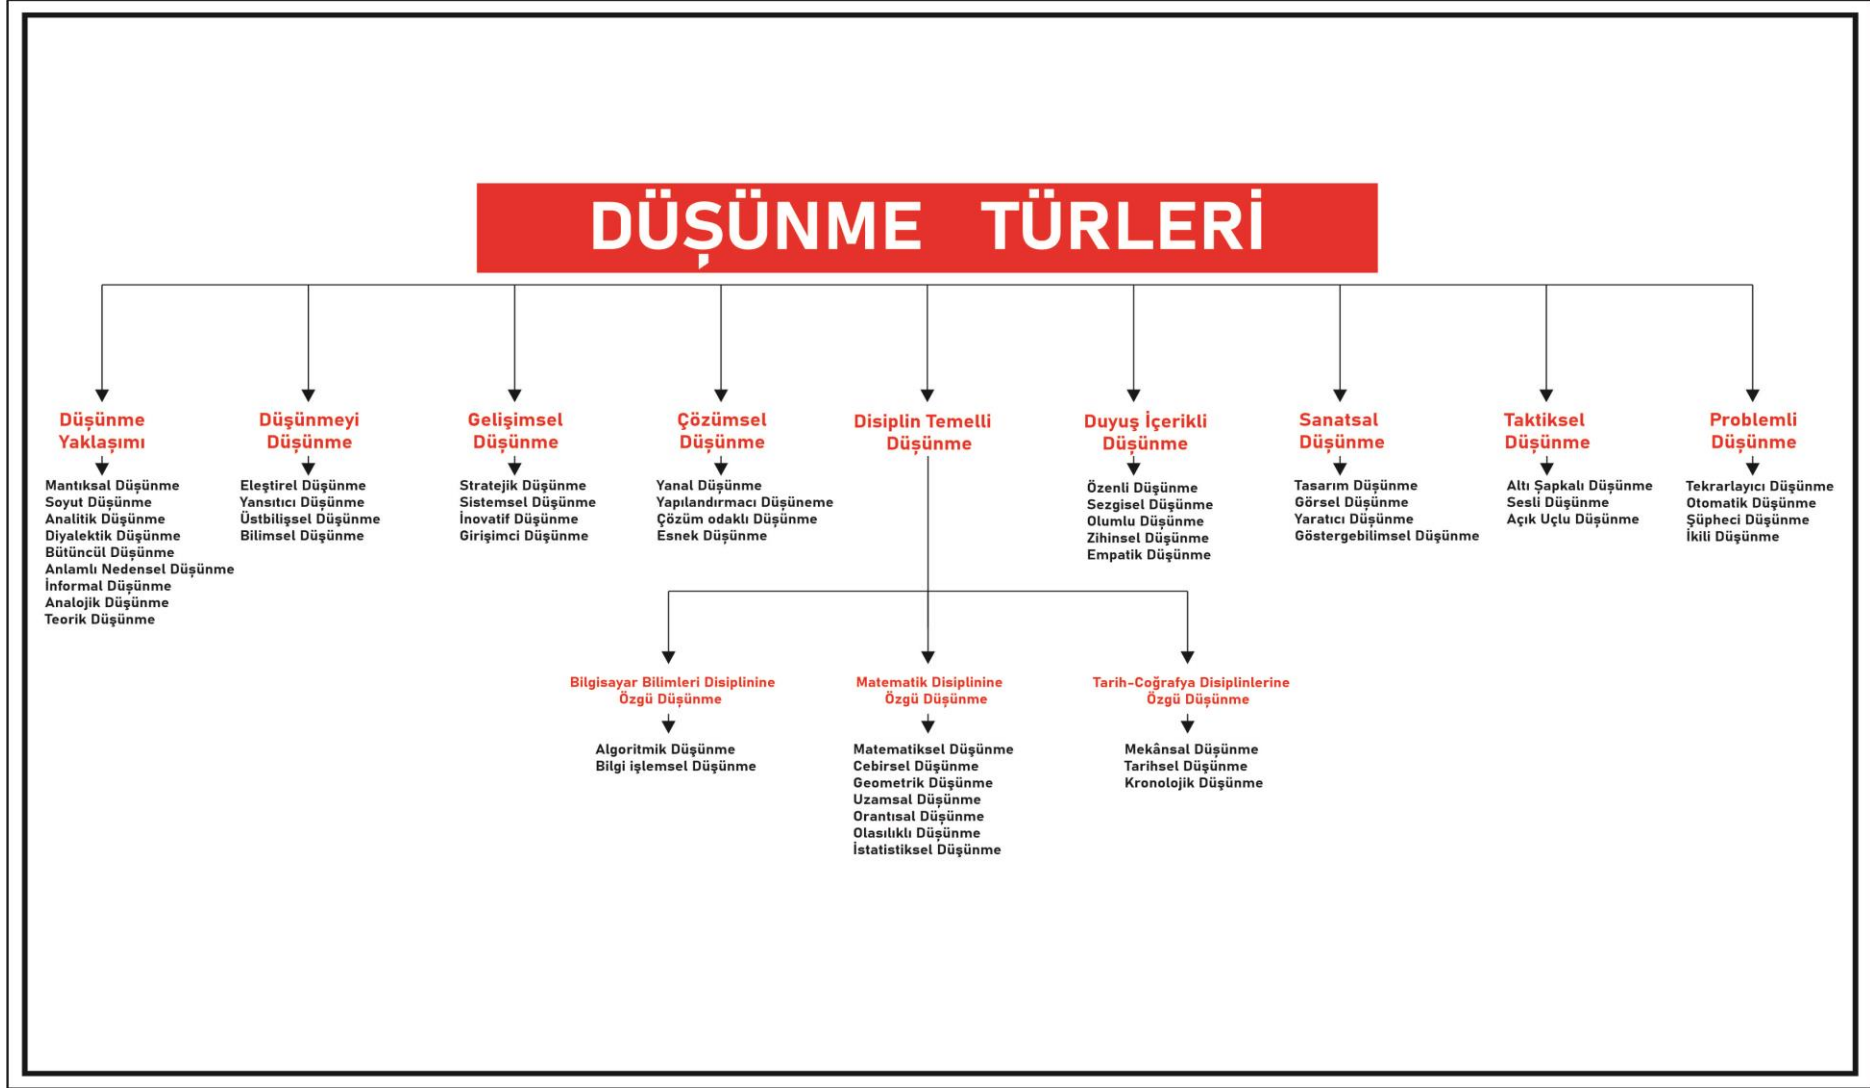 DÜŞÜNME TÜRLERİ
Düşünme
Yaklaşımı
Mantıksal Düşünme
Soyut Düşünme
Analitik Düşünme
Diyalektik Düşünme
Bütüncül Düşünme
Anlamlı Nedensel Düşünme
İnformal Düşünme
Analojik Düşünme
Teorik Düşünme
Düşünmeyi
Düşünme
Eleştirel Düşünme
Yansıtıcı Düşünme
Üstbilişsel Düşünme
Bilimsel Düşünme
Gelişimsel
Düşünme
Stratejik Düşünme
Sistemsel Düşünme
İnovatif Düşünme
Girişimci Düşünme
Çözümsel
Düşünme
Yanal Düşünme
Yapılandırmacı Düşüneme
Çözüm odaklı Düşünme
Esnek Düşünme
Disiplin Temelli
Düşünme
Bilgisayar Bilimleri Disiplinine
Özgü Düşünme
Algoritmik Düşünme
Bilgi işlemsel Düşünme
Matematik Disiplinine
Özgü Düşünme
Matematiksel Düşünme
Cebirsel Düşünme
Geometrik Düşünme
Uzamsal Düşünme
Orantısal Düşünme
Olasılıklı Düşünme
İstatistiksel Düşünme
Tarih-Coğrafya Disiplinlerine
Özgü Düşünme
Mekânsal Düşünme
Tarihsel Düşünme
Kronolojik Düşünme
Duyuş İçerikli
Düşünme
Özenli Düşünme
Sezgisel Düşünme
Olumlu Düşünme
Zihinsel Düşünme
Empatik Düşünme
Sanatsal
Düşünme
Tasarım Düşünme
Görsel Düşünme
Yaratıcı Düşünme
Göstergebilimsel Düşünme
Taktiksel
Düşünme
Altı Şapkalı Düşünme
Sesli Düşünme
Açık Uçlu Düşünme
Problemli
Düşünme
Tekrarlayıcı Düşünme
Otomatik Düşünme
Şüpheci Düşünme
İkili Düşünme